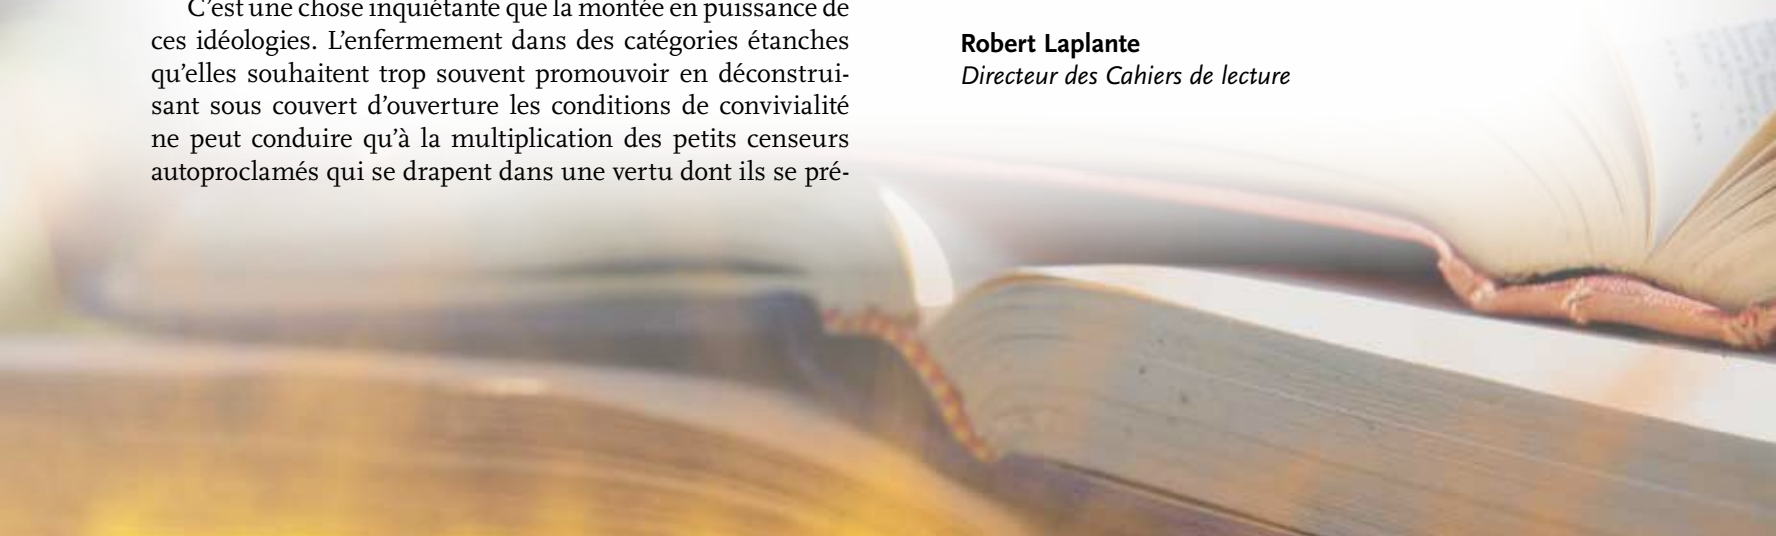 C’est une chose inquiétante que la montée en puissance de
ces idéologies. L’enfermement dans des catégories étanches
qu’elles souhaitent trop souvent promouvoir en déconstrui-
sant sous couvert d’ouverture les conditions de convivialité
ne peut conduire qu’à la multiplication des petits censeurs
autoproclamés qui se drapent dans une vertu dont ils se pré-
Robert Laplante
Directeur des Cahiers de lecture